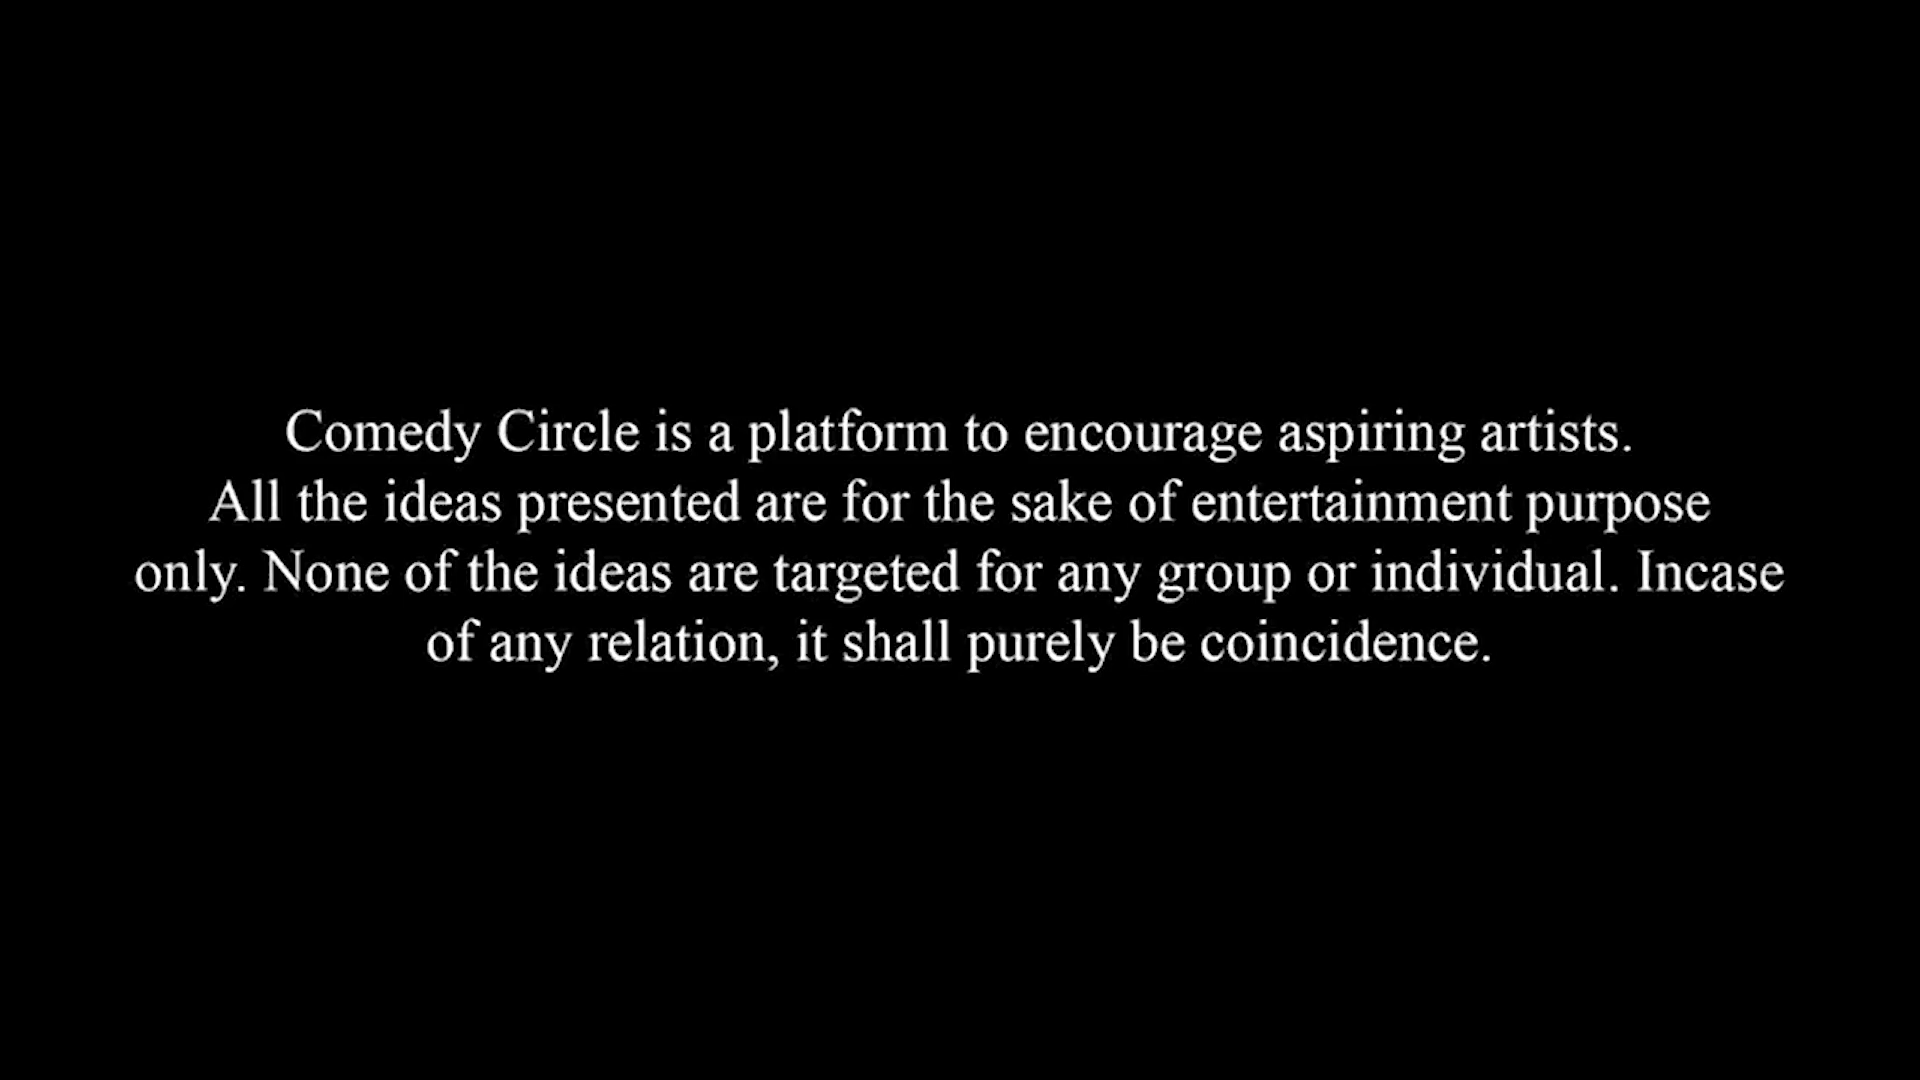 Comedy Circle is a platform to encourage aspiring artists.
All the ideas presented are for the sake of entertainment purpose
only. None of the ideas are targeted for any group or individual. Incase
of any relation, it shall purely be coincidence.